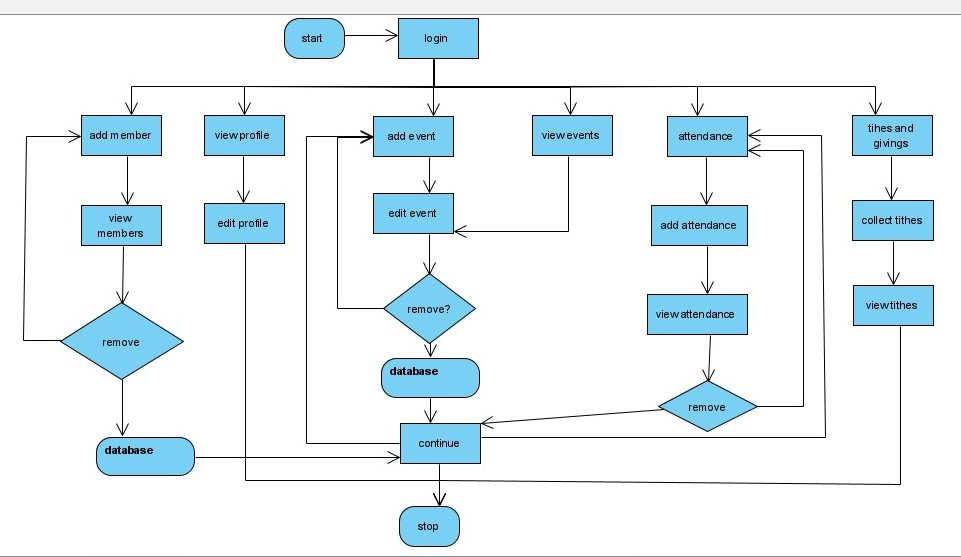 start
login
add member
view profile
add event
view events
attendance
tihes and
givings
view
members
edit profile
edit event
add attendance
collect tithes
view attendance
view tithes
remove
remove?
database
remove
database
continue
stop